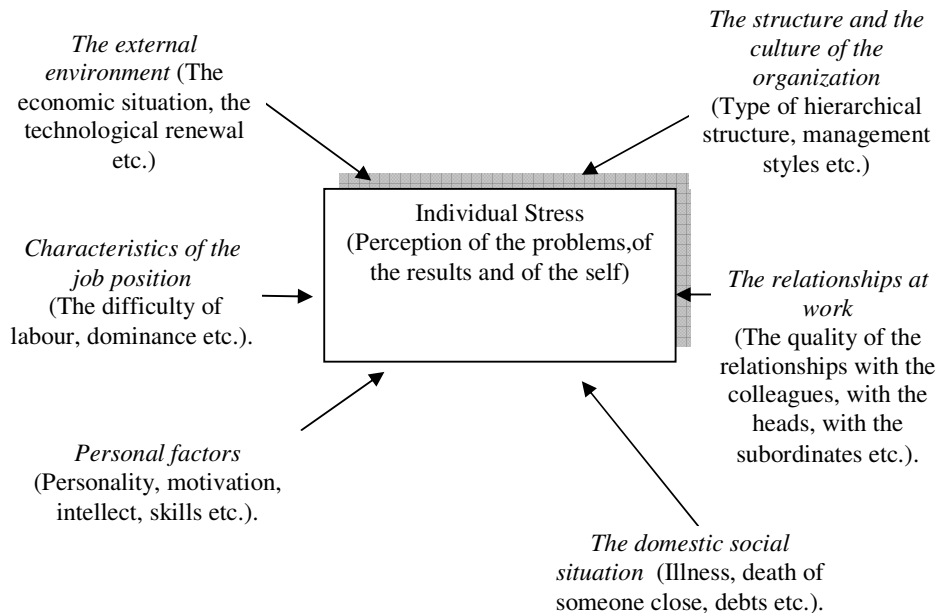 The external
environment (The
economic situation, the
technological renewal
etc.)
The structure and the
culture of the
organization
(Type of hierarchical
structure, management
styles etc.)
Individual Stress
(Perception of the problems,of
the results and of the self)
Characteristics of the
job position
(The difficulty of
labour, dominance etc.).
The relationships at
work
(The quality of the
relationships with the
colleagues, with the
heads, with the
subordinates etc.).
Personal factors
(Personality, motivation,
intellect, skills etc.).
The domestic social
situation (Illness, death of
someone close, debts etc.).